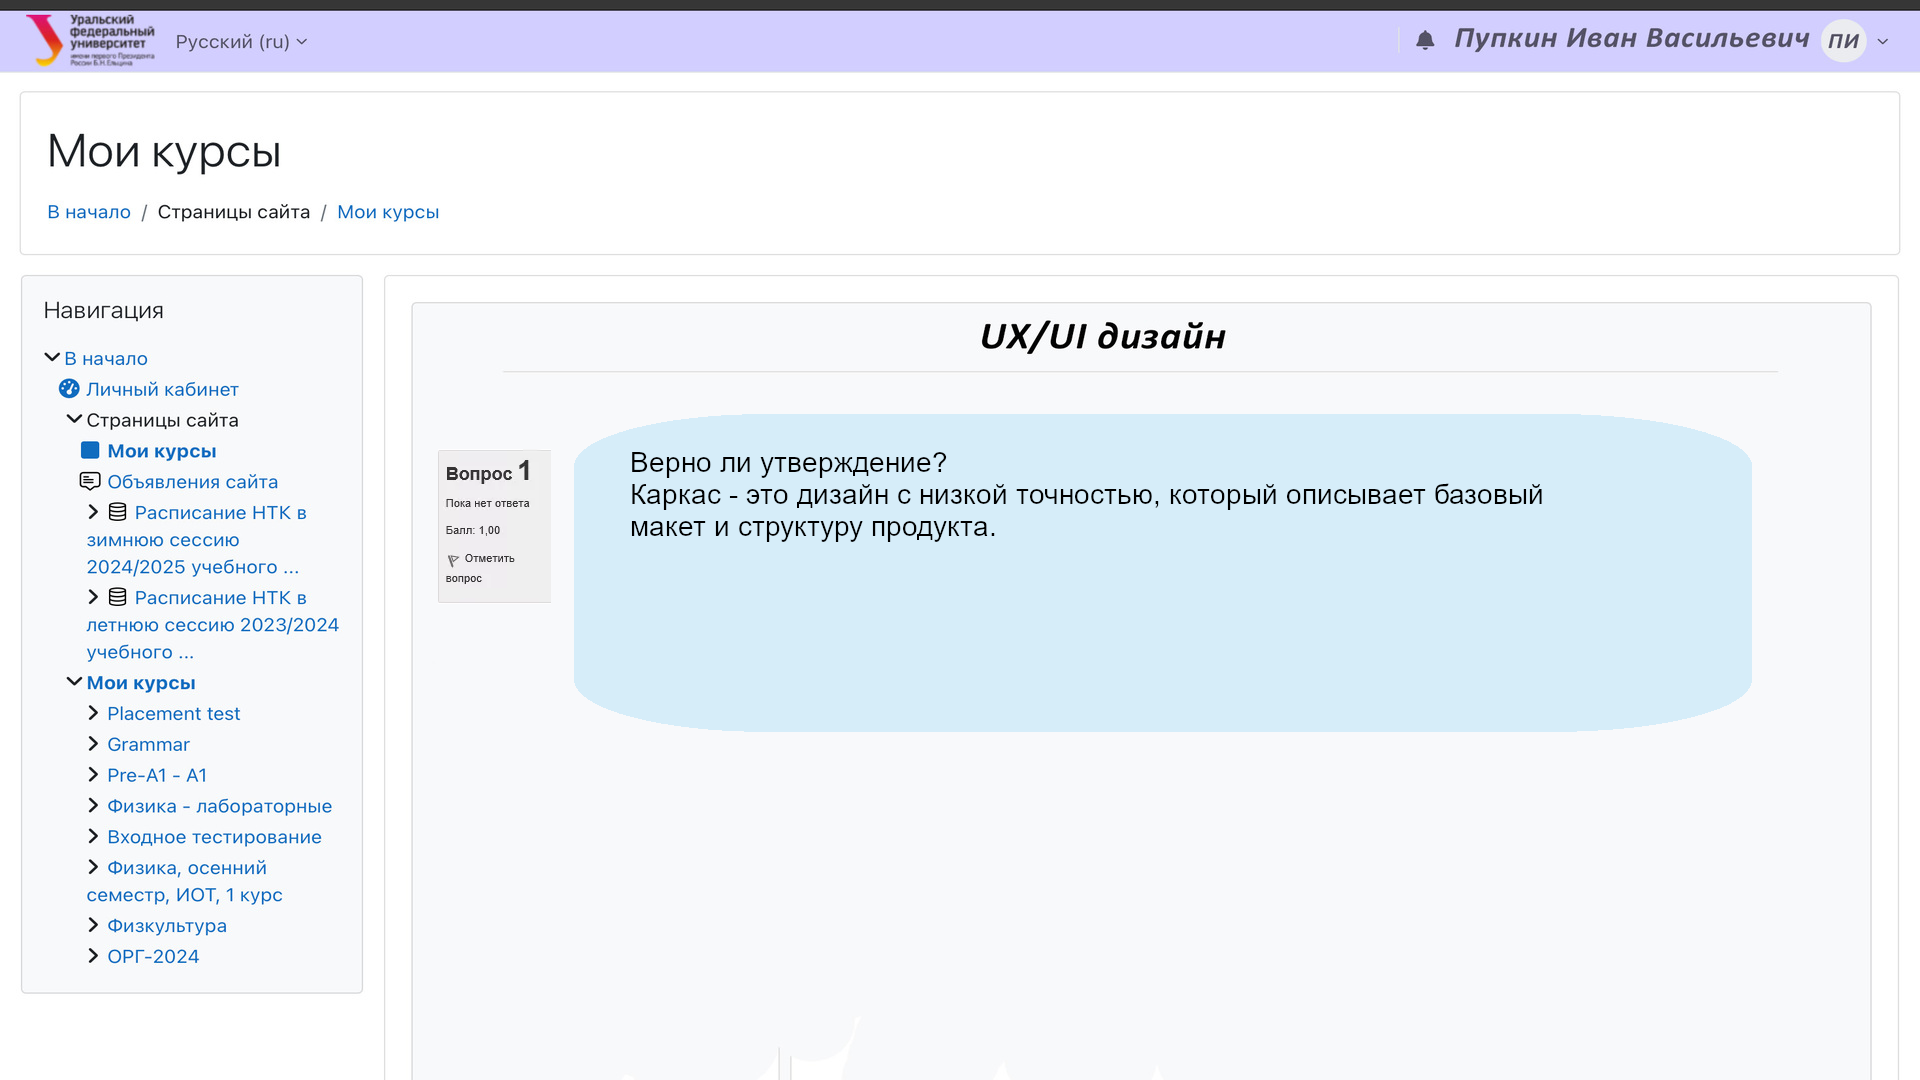 Уральский
федеральный
университет
имени первого Президента
России Б.Н.Ельцина
Русский (ru)
Пупкин Иван Васильевич
ПИ
Мои курсы
В начало / Страницы сайта / Мои курсы
Навигация
В начало
Личный кабинет
Страницы сайта
Мои курсы
Объявления сайта
Расписание НТК в
зимнюю сессию
2024/2025 учебного ...
Расписание НТК в
летнюю сессию 2023/2024
учебного ...
Мои курсы
Placement test
Grammar
Pre-A1 - A1
Физика - лабораторные
Входное тестирование
Физика, осенний
семестр, ИОТ, 1 курс
Физкультура
ОРГ-2024
UX/UI дизайн
Вопрос 1
Пока нет ответа
Балл: 1,00
Отметить
вопрос
Верно ли утверждение?
Каркас - это дизайн с низкой точностью, который описывает базовый
макет и структуру продукта.